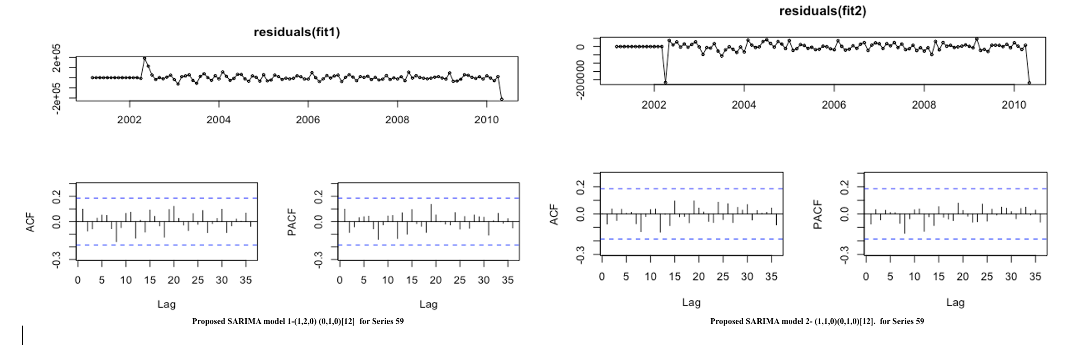 residuals(fit1)
2e+05
-2e+05
2002 2004 2006 2008 2010
ACF
0.2
0.0
-0.3
0 5 10 15 20 25 30 35
Lag
PACF
0.2
0.0
-0.3
0 5 10 15 20 25 30 35
Lag
Proposed SARIMA model 1-(1,2,0) (0,1,0)[12] for Series 59
residuals(fit2)
0
-20000
2002 2004 2006 2008 2010
ACF
0.2
0.0
-0.3
0 5 10 15 20 25 30 35
Lag
PACF
0.2
0.0
-0.3
0 5 10 15 20 25 30 35
Lag
Proposed SARIMA model 2- (1,1,0)(0,1,0)[12]. for Series 59